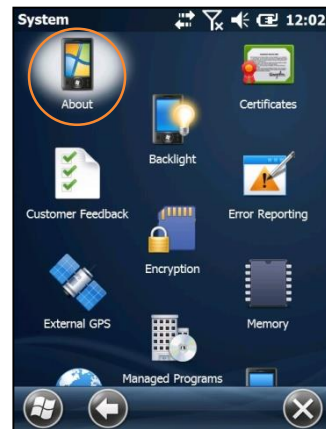 System 12:02
About
Certificates
Backlight
Customer Feedback
Error Reporting
Encryption
External GPS
Memory
Managed Programs